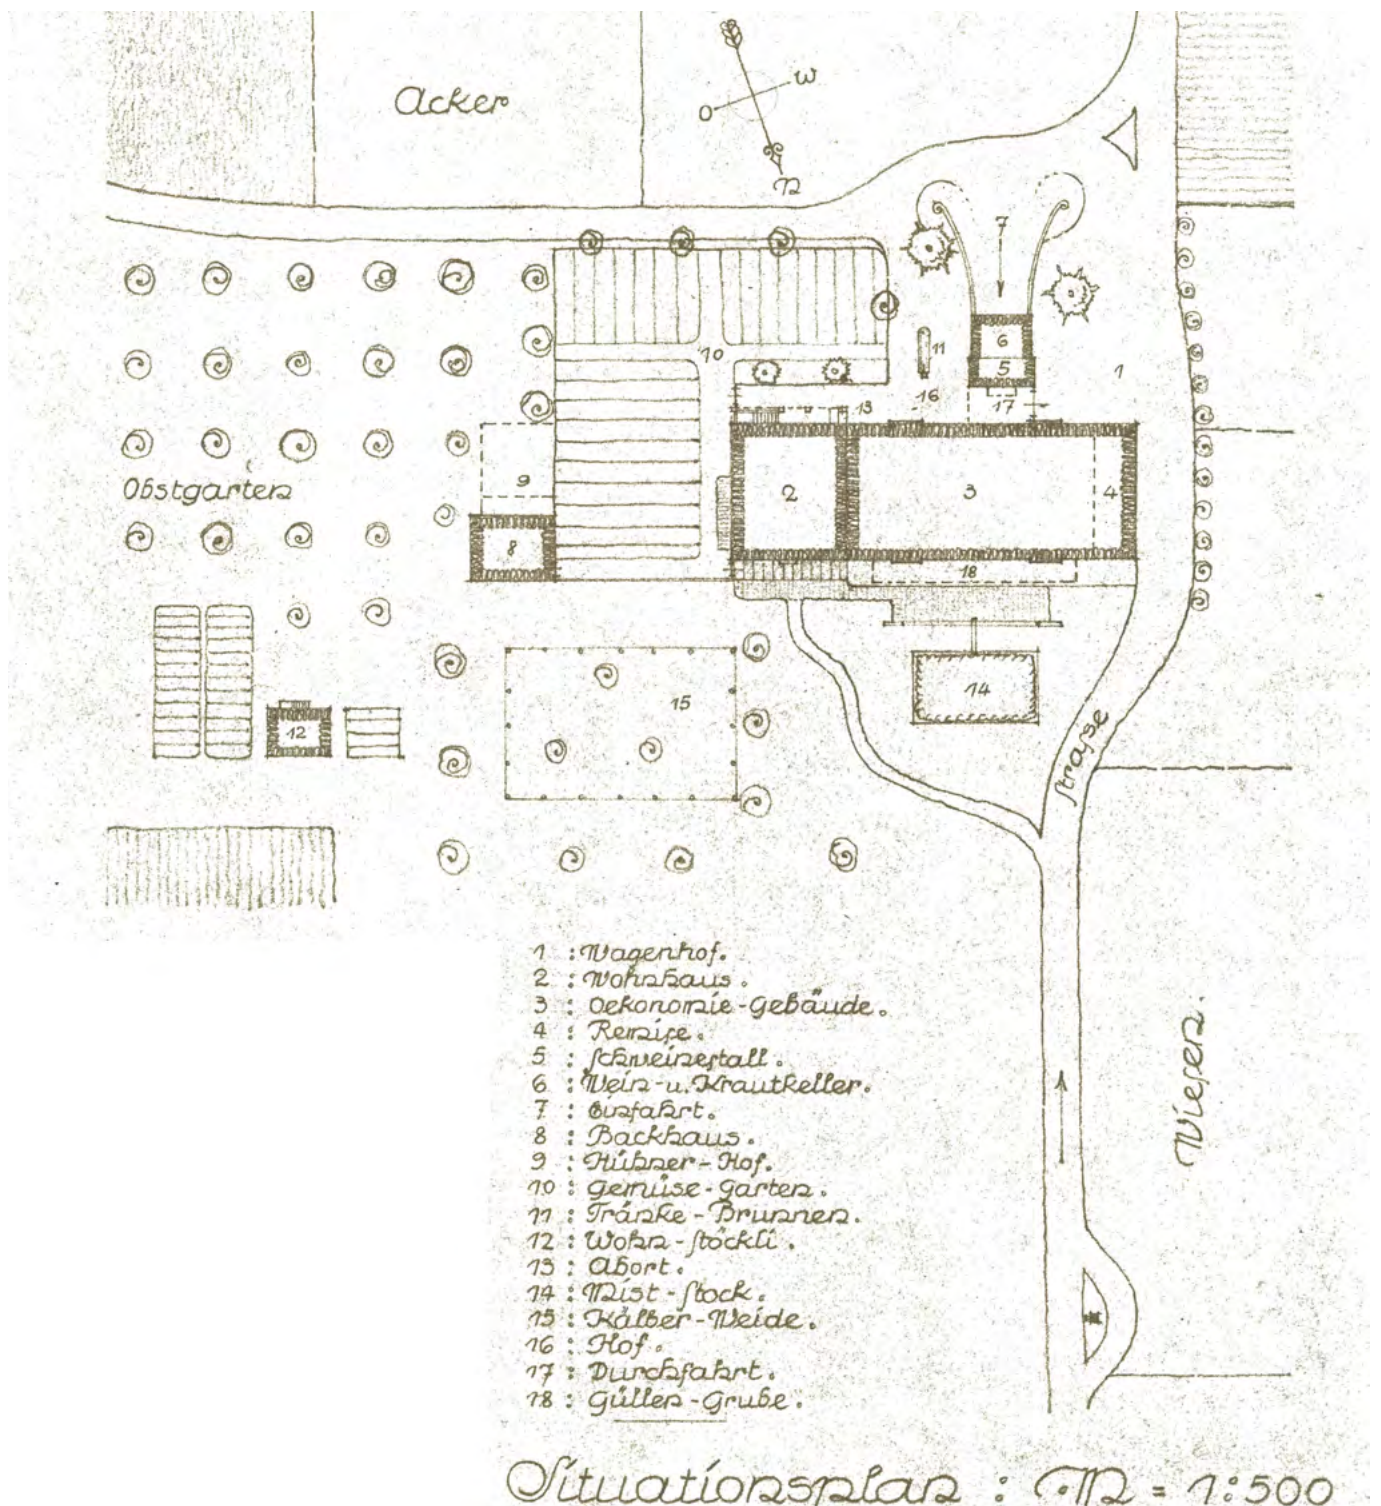 Acker
W
O
N
7
6
11
10
5
1
16
17
13
Obstgarten
9
2
3
4
8
18
15
14
12
Strasse
1 : Wagenhof.
2 : Wohnhaus.
3 : Oekonomie-Gebäude.
4 : Remise.
5 : Schweinestall.
6 : Wein-u. Krautkeller.
7 : Einfahrt.
8 : Backhaus.
9 : Hühner-Hof.
10 : Gemüse-Garten.
11 : Tränke-Brunnen.
12 : Wohn-Stöckli.
13 : Abort.
14 : Mist-Stock.
15 : Kälber-Weide.
16 : Hof.
17 : Durchfahrt.
18 : Güllen-Grube.
Wiesen.
Situationsplan : M = 1:500